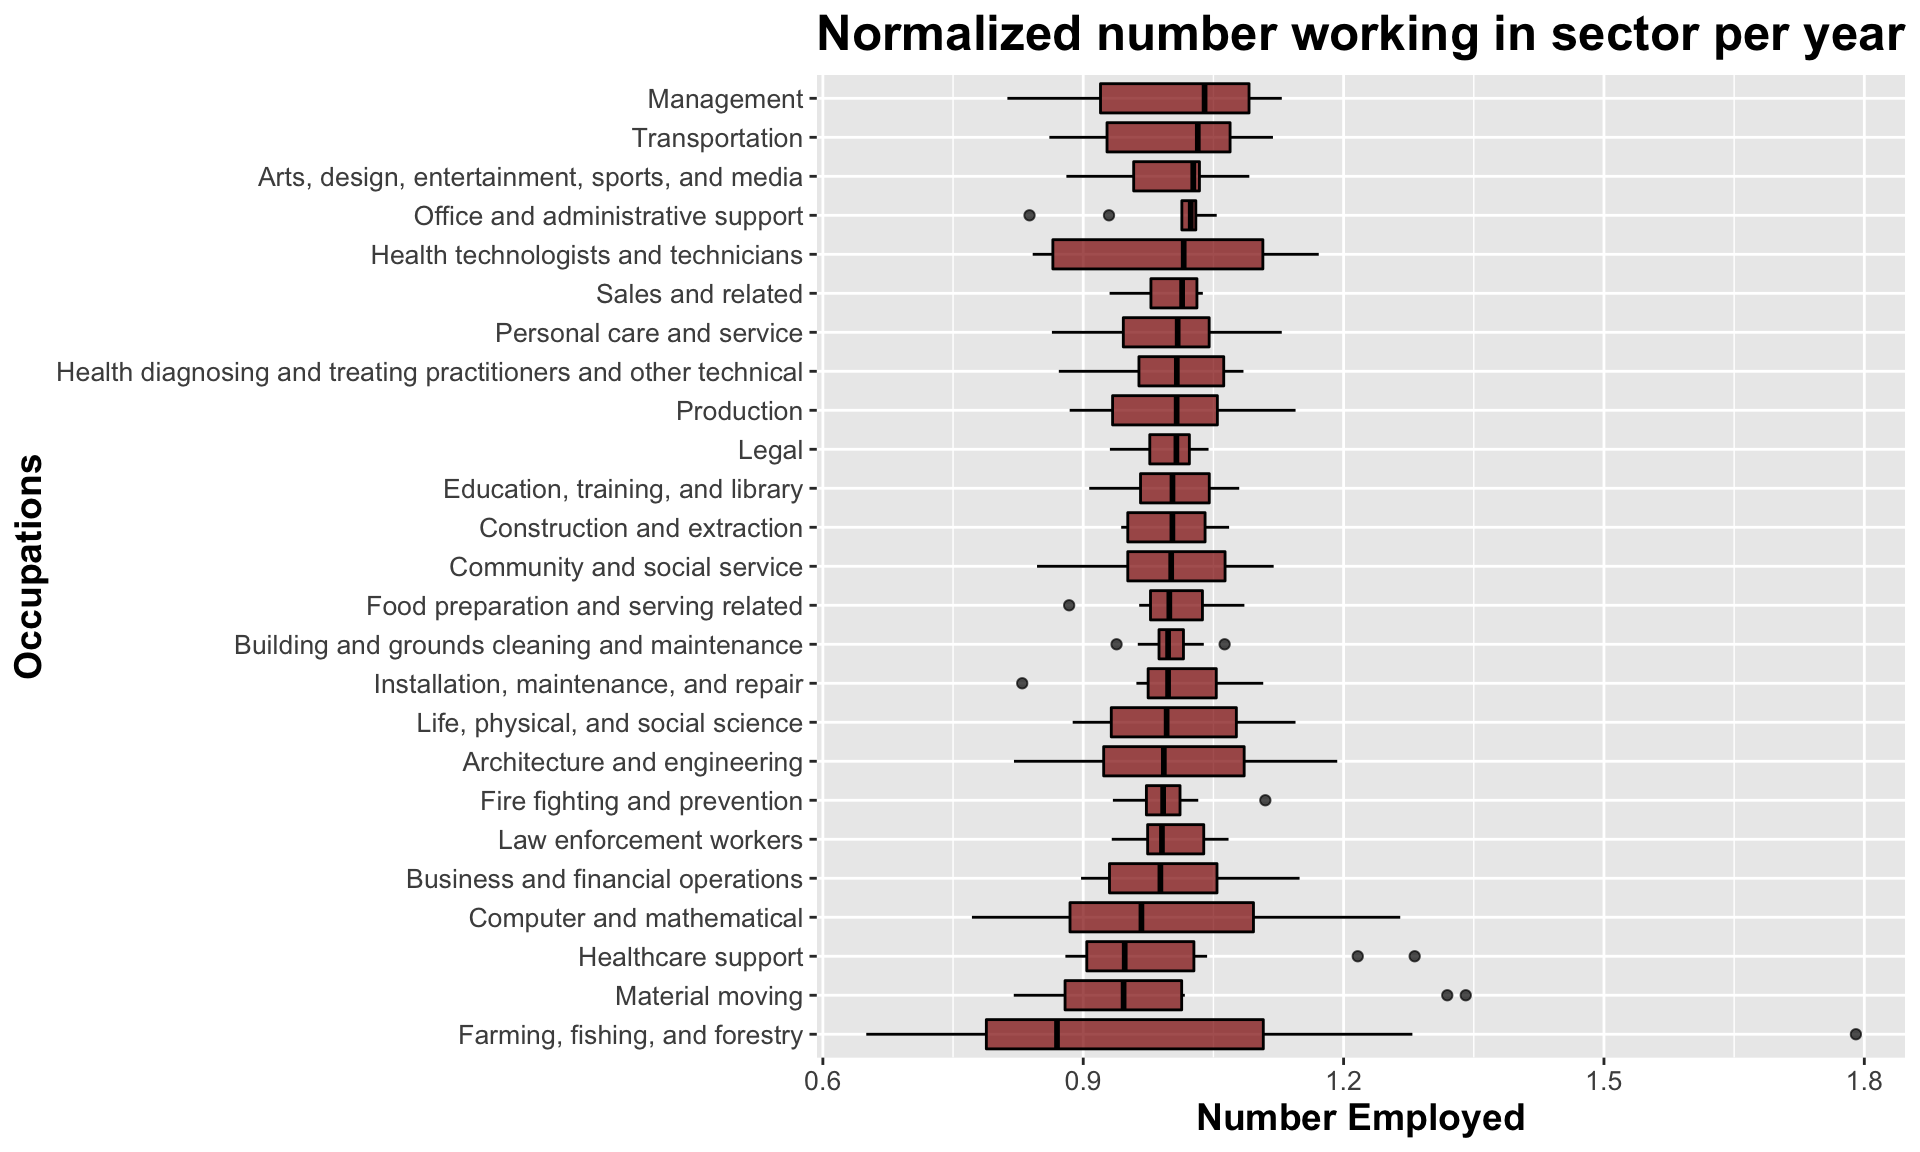 Normalized number working in sector per year
Occupations
Management
Transportation
Arts, design, entertainment, sports, and media
Office and administrative support
Health technologists and technicians
Sales and related
Personal care and service
Health diagnosing and treating practitioners and other technical
Production
Legal
Education, training, and library
Construction and extraction
Community and social service
Food preparation and serving related
Building and grounds cleaning and maintenance
Installation, maintenance, and repair
Life, physical, and social science
Architecture and engineering
Fire fighting and prevention
Law enforcement workers
Business and financial operations
Computer and mathematical
Healthcare support
Material moving
Farming, fishing, and forestry
0.6 0.9 1.2 1.5 1.8
Number Employed